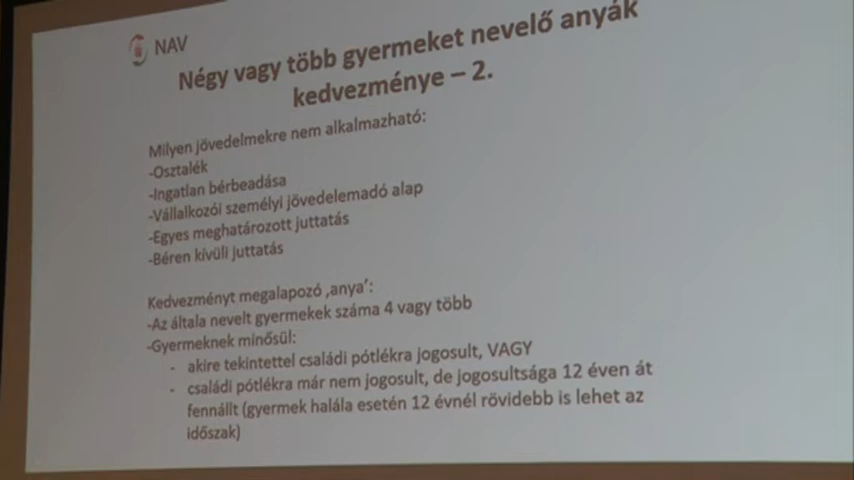 NAV
Négy vagy több gyermeket nevelő anyák
kedvezménye – 2.
Milyen jövedelmekre nem alkalmazható:
-Osztalék
-Ingatlan bérbeadása
-Vállalkozói személyi jövedelemadó alap
-Egyes meghatározott juttatás
-Béren kívüli juttatás
Kedvezményt megalapozó ‚anya’:
-Az általa nevelt gyermekek száma 4 vagy több
-Gyermeknek minősül:
- akire tekintettel családi pótlékra jogosult, VAGY
- családi pótlékra már nem jogosult, de jogosultsága 12 éven át
fennállt (gyermek halála esetén 12 évnél rövidebb is lehet az
időszak)